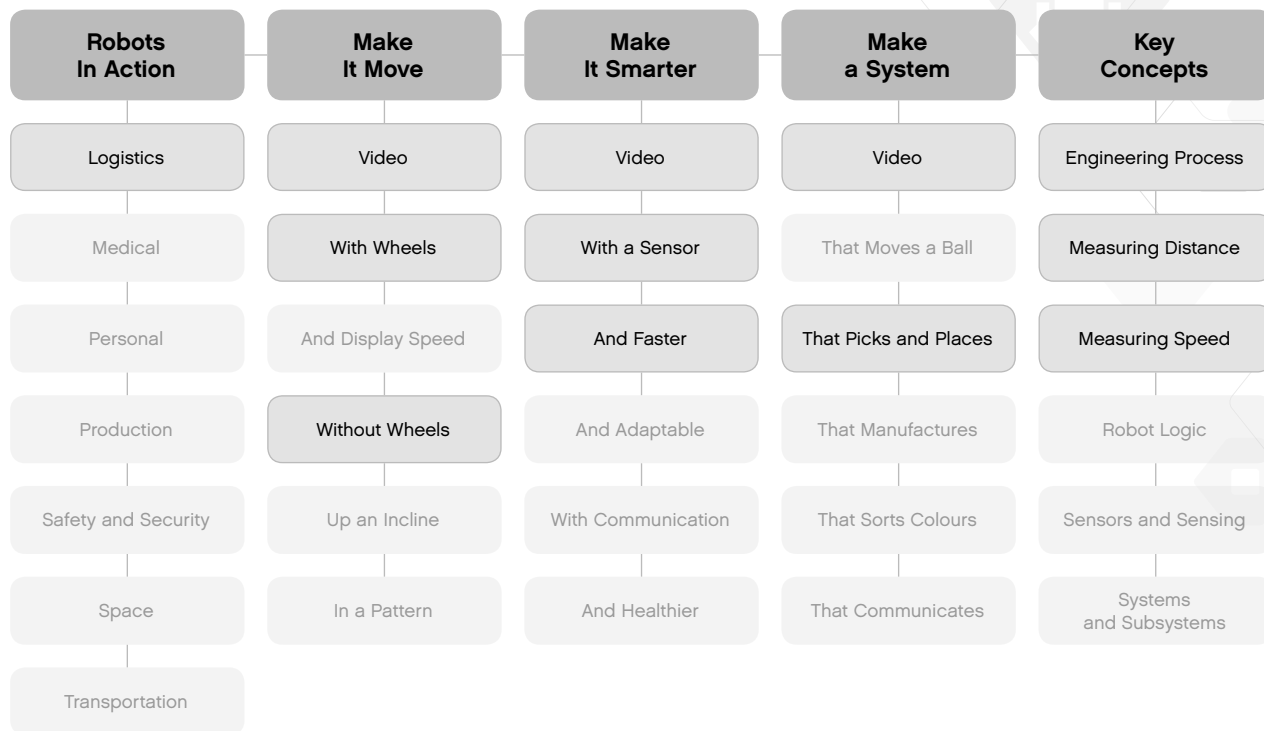 Robots
In Action
Make
It Move
Make
It Smarter
Make
a System
Key
Concepts
Logistics
Video
Video
Video
Engineering Process
Medical
With Wheels
With a Sensor
That Moves a Ball
Measuring Distance
Personal
And Display Speed
And Faster
That Picks and Places
Measuring Speed
Production
Without Wheels
And Adaptable
That Manufactures
Robot Logic
Safety and Security
Up an Incline
With Communication
That Sorts Colours
Sensors and Sensing
Space
In a Pattern
And Healthier
That Communicates
Systems
and Subsystems
Transportation